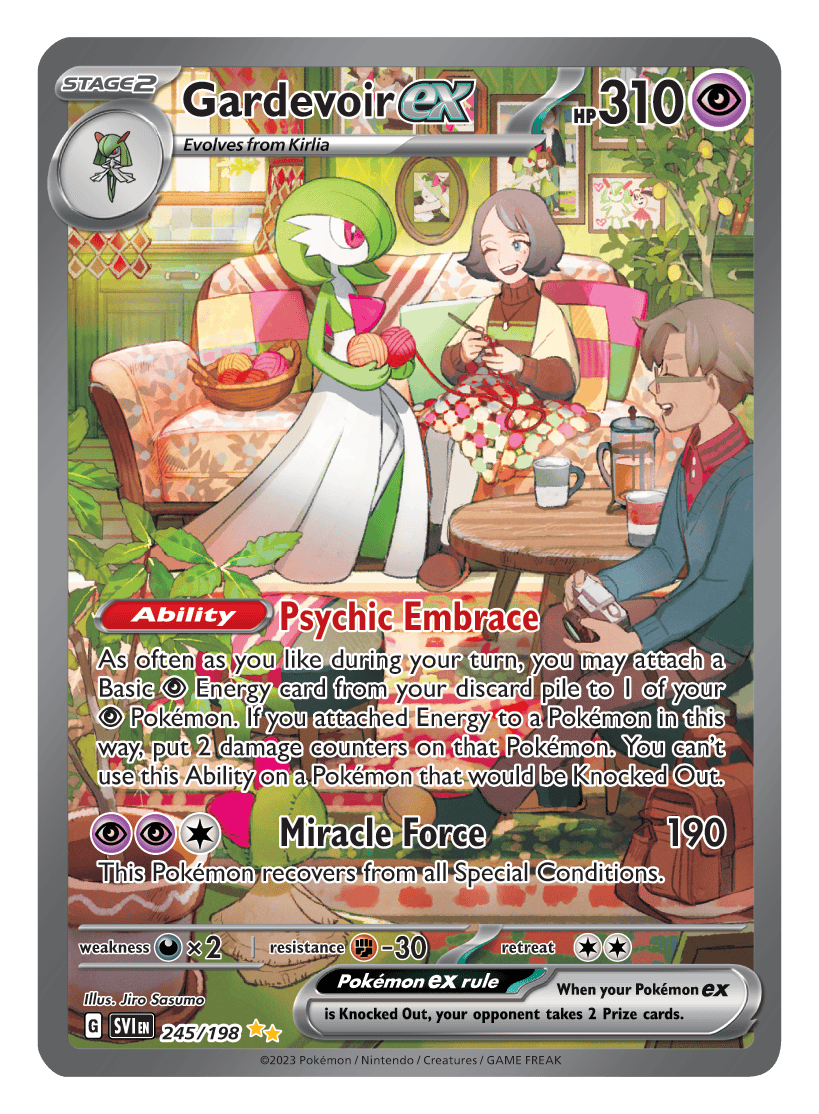 STAGE2
Gardevoir ex
HP310
Evolves from Kirlia
Ability Psychic Embrace
As often as you like during your turn, you may attach a
Basic Energy card from your discard pile to 1 of your
Pokémon. If you attached Energy to a Pokémon in this
way, put 2 damage counters on that Pokémon. You can't
use this Ability on a Pokémon that would be Knocked Out.
Miracle Force 190
This Pokémon recovers from all Special Conditions.
weakness ×2 resistance -30 retreat
Pokémon ex rule When your Pokémon ex
is Knocked Out, your opponent takes 2 Prize cards.
Illus. Jiro Sasumo
G SVI EN 245/198
©2023 Pokémon / Nintendo / Creatures / GAME FREAK